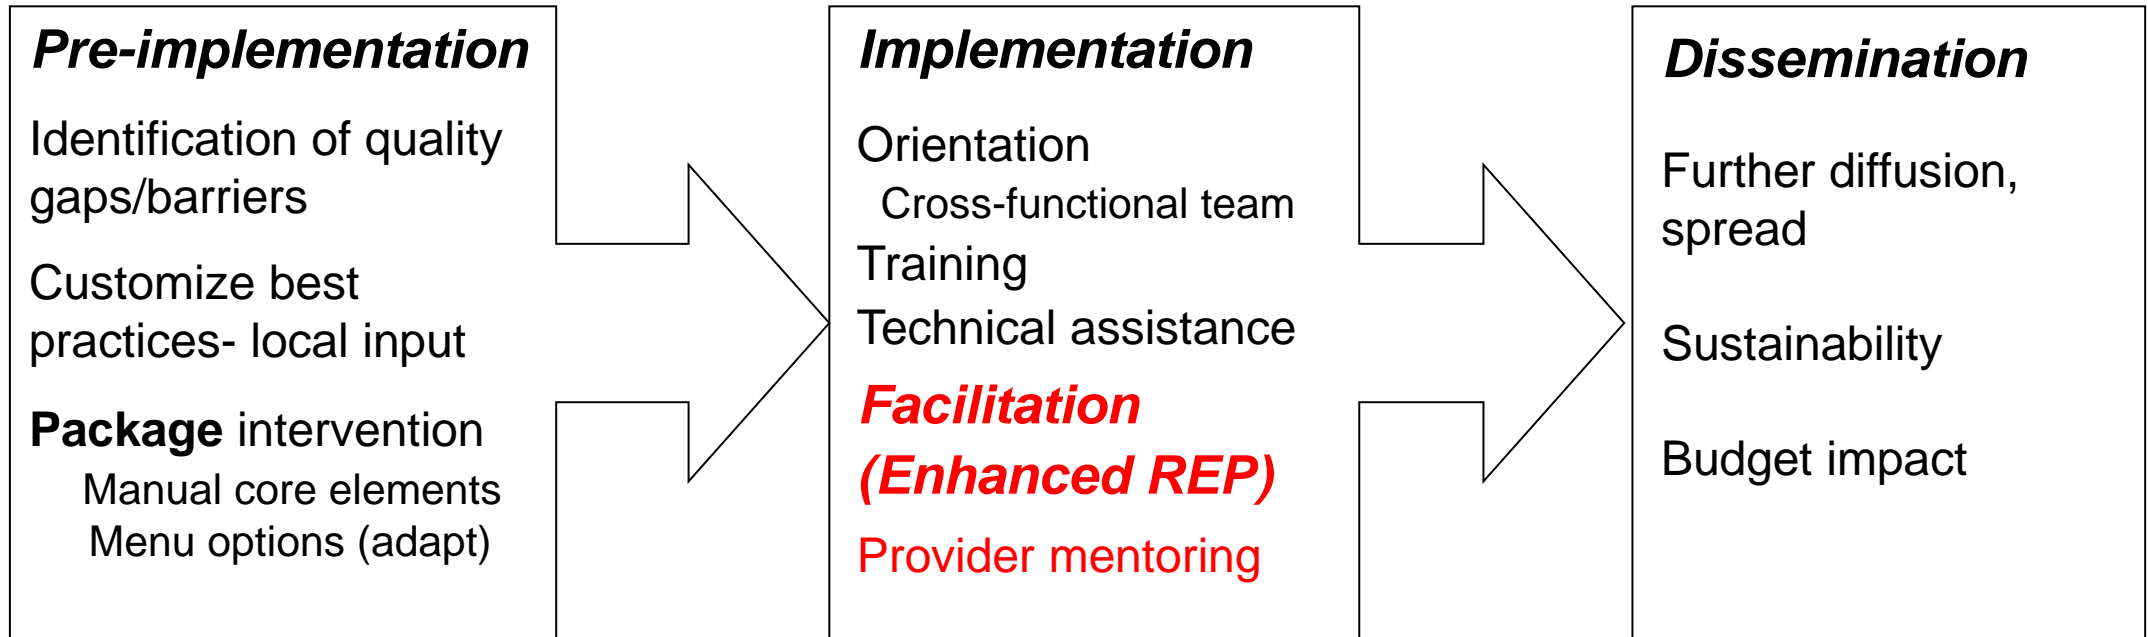 Pre-implementation
Identification of quality
gaps/barriers
Customize best
practices- local input
Package intervention
Manual core elements
Menu options (adapt)
Implementation
Orientation
Cross-functional team
Training
Technical assistance
Facilitation
(Enhanced REP)
Provider mentoring
Dissemination
Further diffusion,
spread
Sustainability
Budget impact